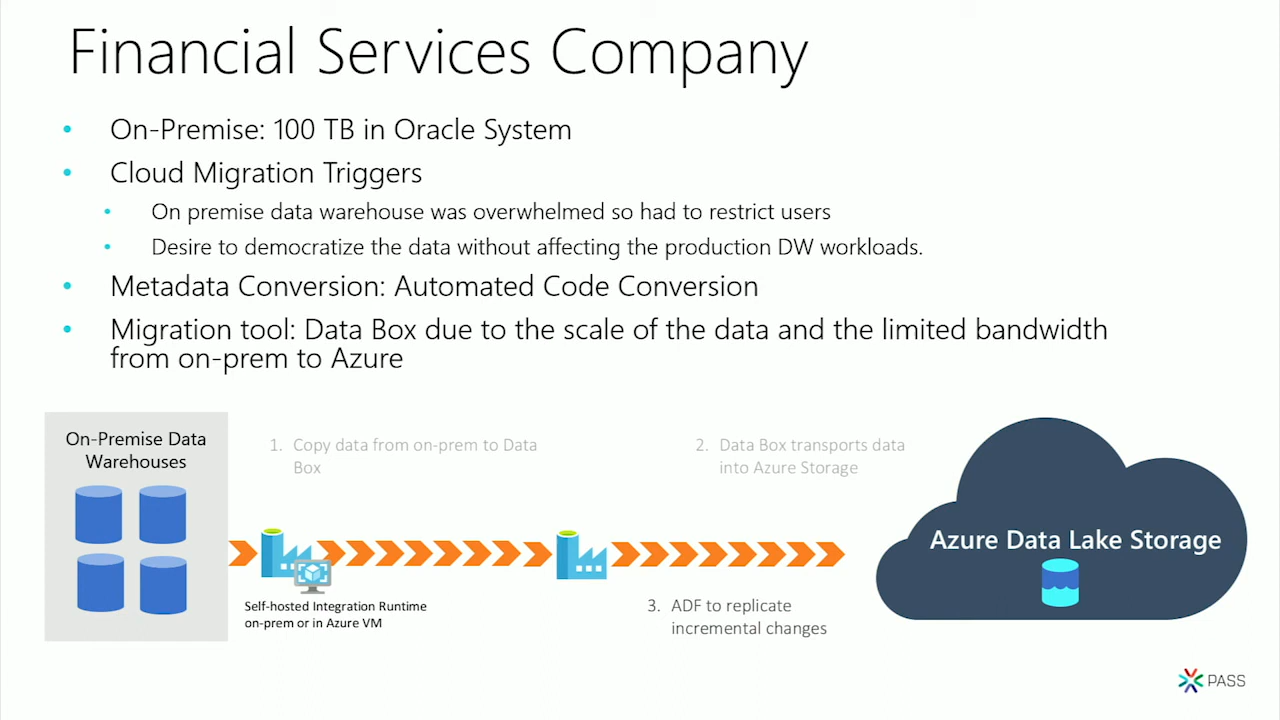 Financial Services Company
• On-Premise: 100 TB in Oracle System
• Cloud Migration Triggers
• On premise data warehouse was overwhelmed so had to restrict users
• Desire to democratize the data without affecting the production DW workloads.
• Metadata Conversion: Automated Code Conversion
• Migration tool: Data Box due to the scale of the data and the limited bandwidth
from on-prem to Azure
On-Premise Data
Warehouses
1. Copy data from on-prem to Data
Box
2. Data Box transports data
into Azure Storage
Azure Data Lake Storage
Self-hosted Integration Runtime
on-prem or in Azure VM
3. ADF to replicate
incremental changes
PASS